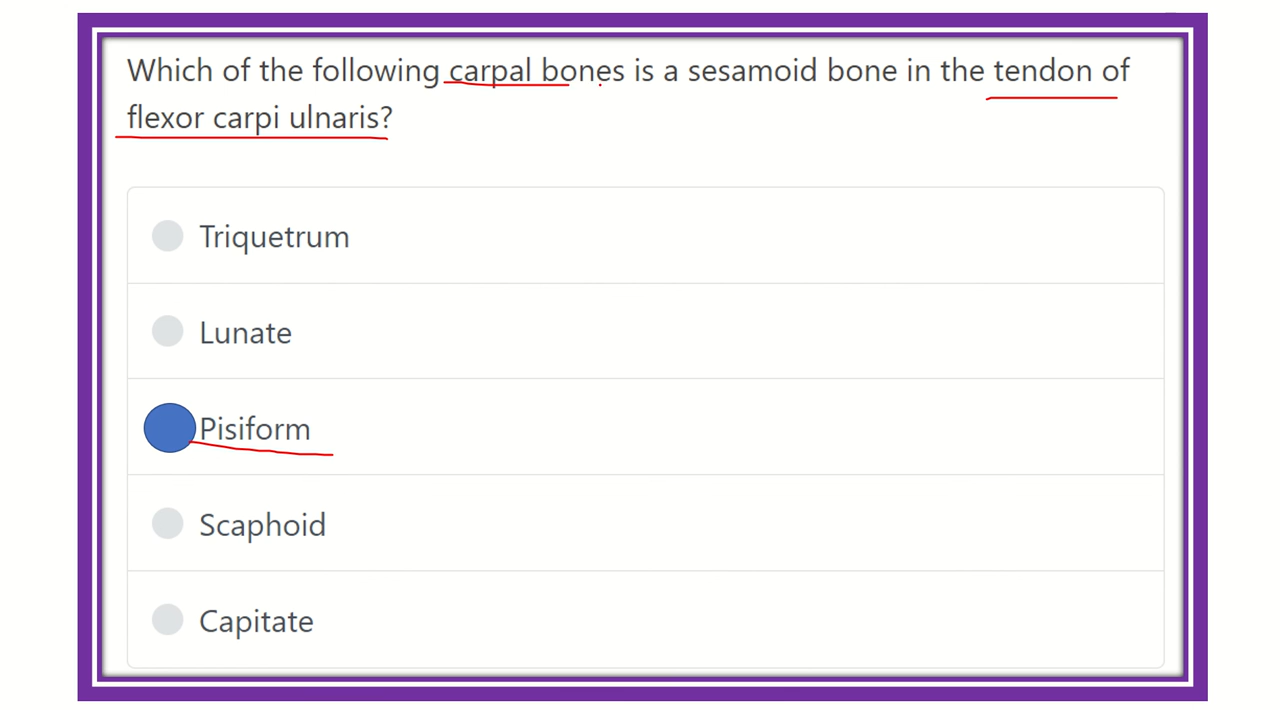 Which of the following carpal bones is a sesamoid bone in the tendon of
flexor carpi ulnaris?
Triquetrum
Lunate
Pisiform
Scaphoid
Capitate